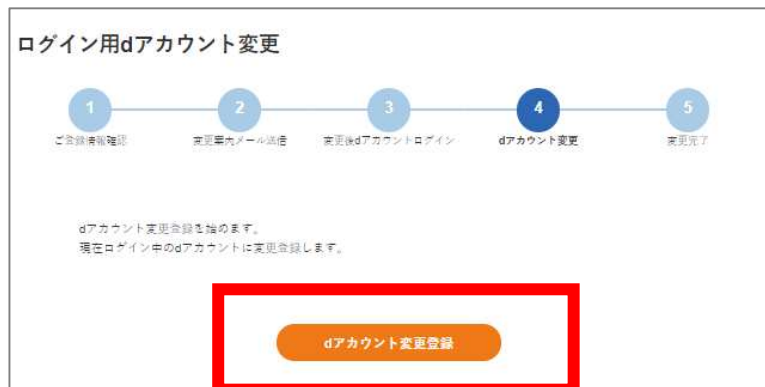 ログイン用dアカウント変更
1
2
3
4
5
ご登録情報確認
変更案内メール送信
変更後dアカウントログイン
dアカウント変更
変更完了
dアカウント変更登録を始めます。
現在ログイン中のdアカウントに変更登録します。
dアカウント変更登録